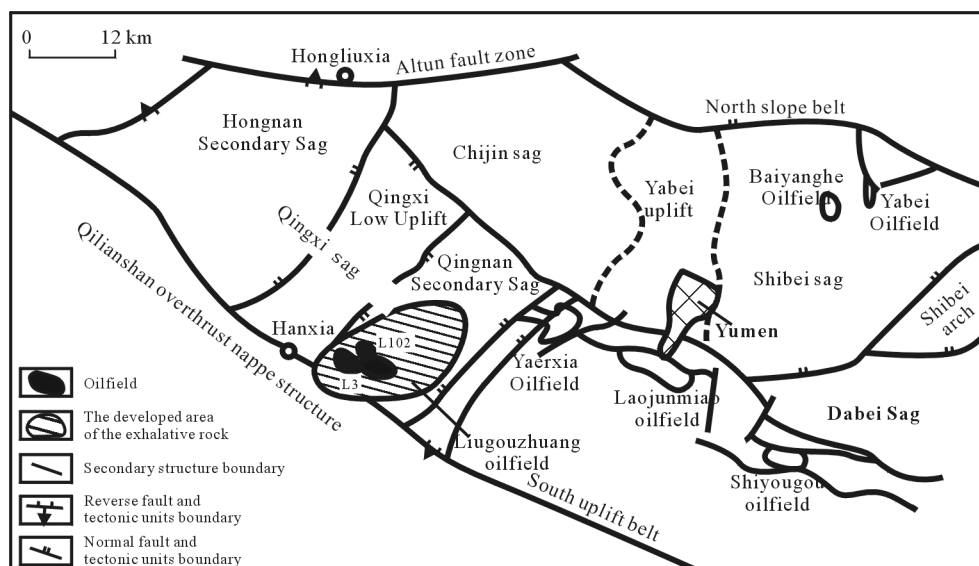 0 12 km
Hongliuxia
Altun fault zone
North slope belt
Hongnan
Secondary Sag
Chijin sag
Baiyanghe
Oilfield
Yabei
Oilfield
Yabei
uplift
Qingxi
Low Uplift
Qingxi sag
Qingnan
Secondary Sag
Shibei sag
Shibei
arch
Qilianshan overthrust nappe structure
Hanxia
L102
L3
Yaerxia
Oilfield
Yumen
Laojunmiao
oilfield
Dabei Sag
Liugouzhuang
oilfield
Shiyougou
oilfield
South uplift belt
Oilfield
The developed area
of the exhalative rock
Secondary structure boundary
Reverse fault and
tectonic units boundary
Normal fault and
tectonic units boundary